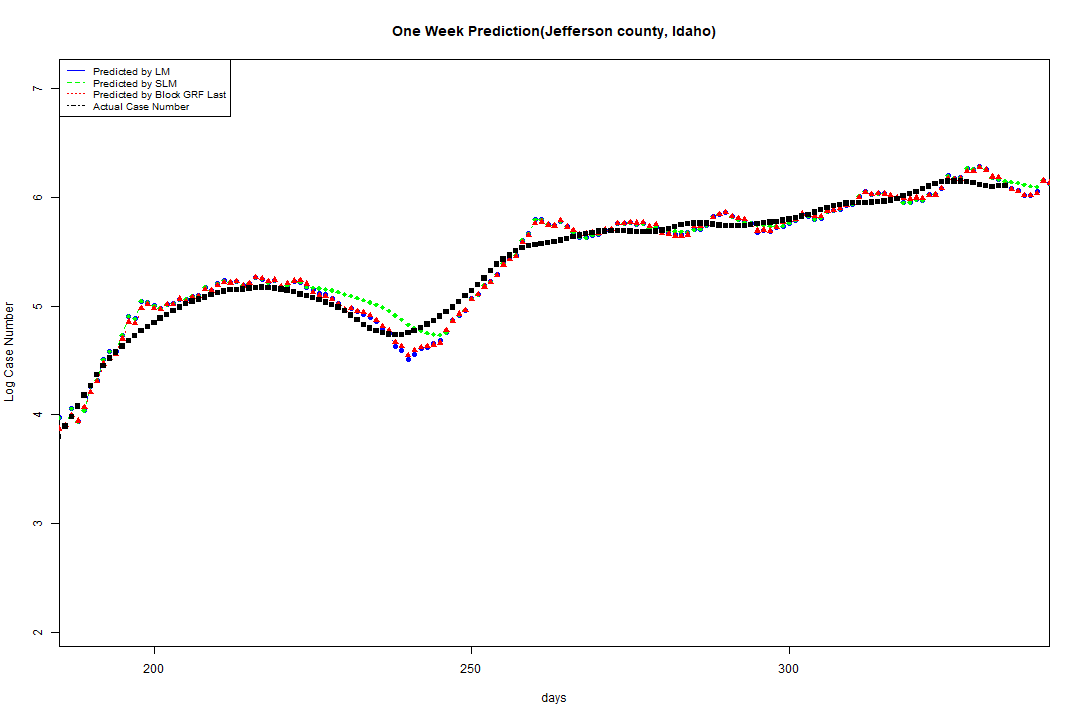 One Week Prediction(Jefferson county, Idaho)
Predicted by LM
Predicted by SLM
Predicted by Block GRF Last
Actual Case Number
7
6
5
4
3
2
Log Case Number
200
250
300
days